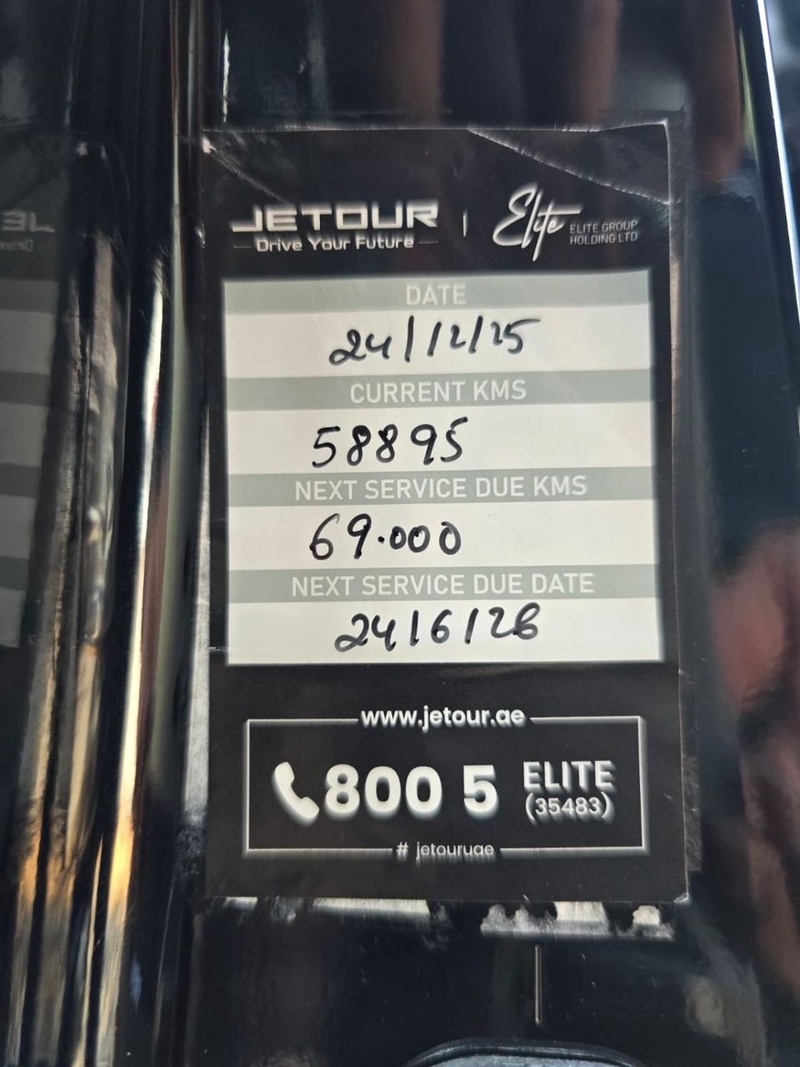 JETOUR | Elite ELITE GROUP
Drive Your Future HOLDING LTD
DATE
24/12/25
CURRENT KMS
58895
NEXT SERVICE DUE KMS
69.000
NEXT SERVICE DUE DATE
24/6/26
www.jetour.ae
800 5 ELITE
(35483)
# jetouruae